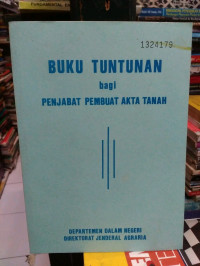 1324179
BUKU TUNTUNAN
bagi
PENJABAT PEMBUAT AKTA TANAH
DEPARTEMEN DALAM NEGERI
DIREKTORAT JENDERAL AGRARIA